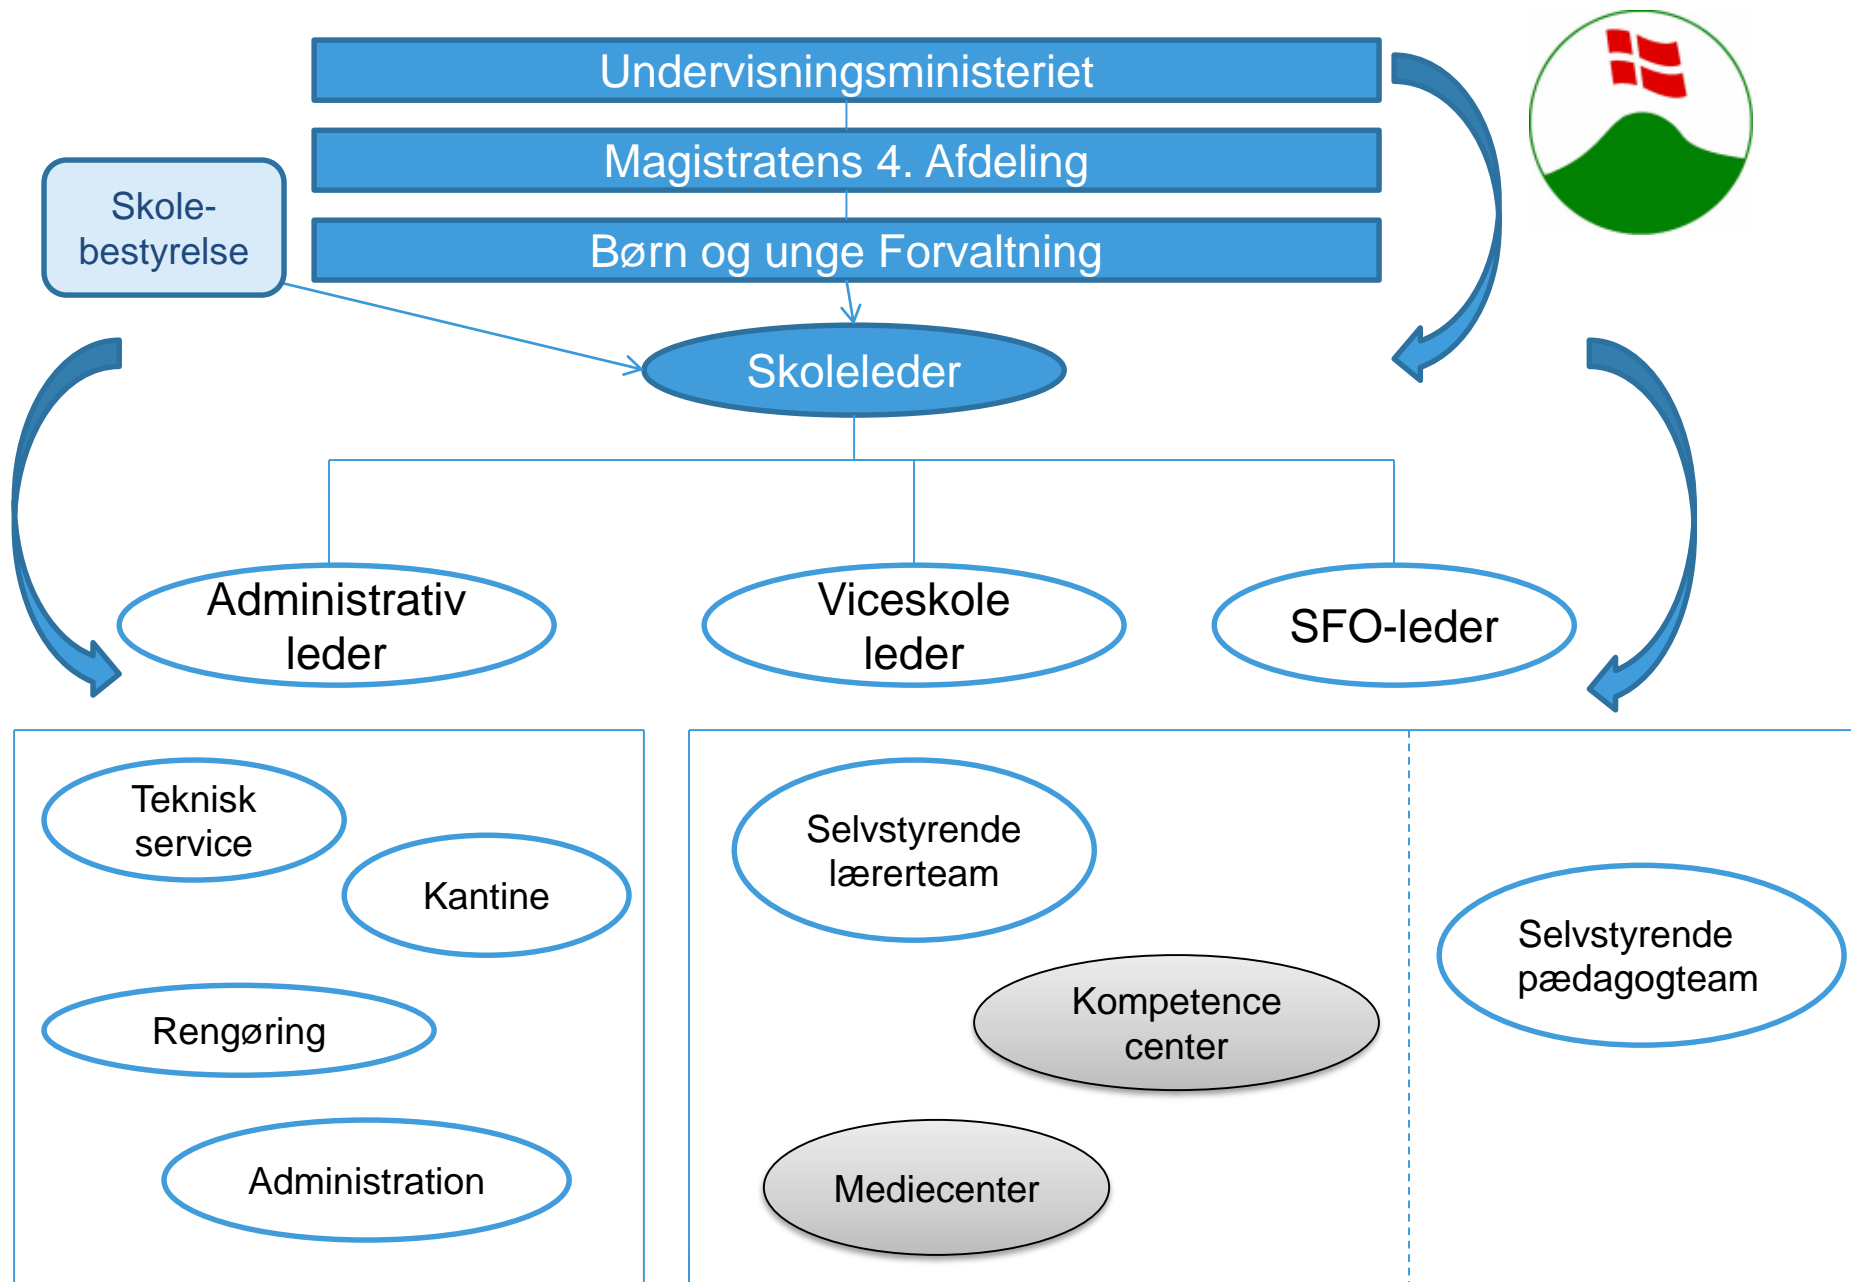 Undervisningsministeriet
Magistratens 4. Afdeling
Skole-
bestyrelse
Børn og unge Forvaltning
Skoleleder
Administrativ
leder
Viceskole
leder
SFO-leder
Teknisk
service
Kantine
Rengøring
Administration
Selvstyrende
lærerteam
Kompetence
center
Mediecenter
Selvstyrende
pædagogteam